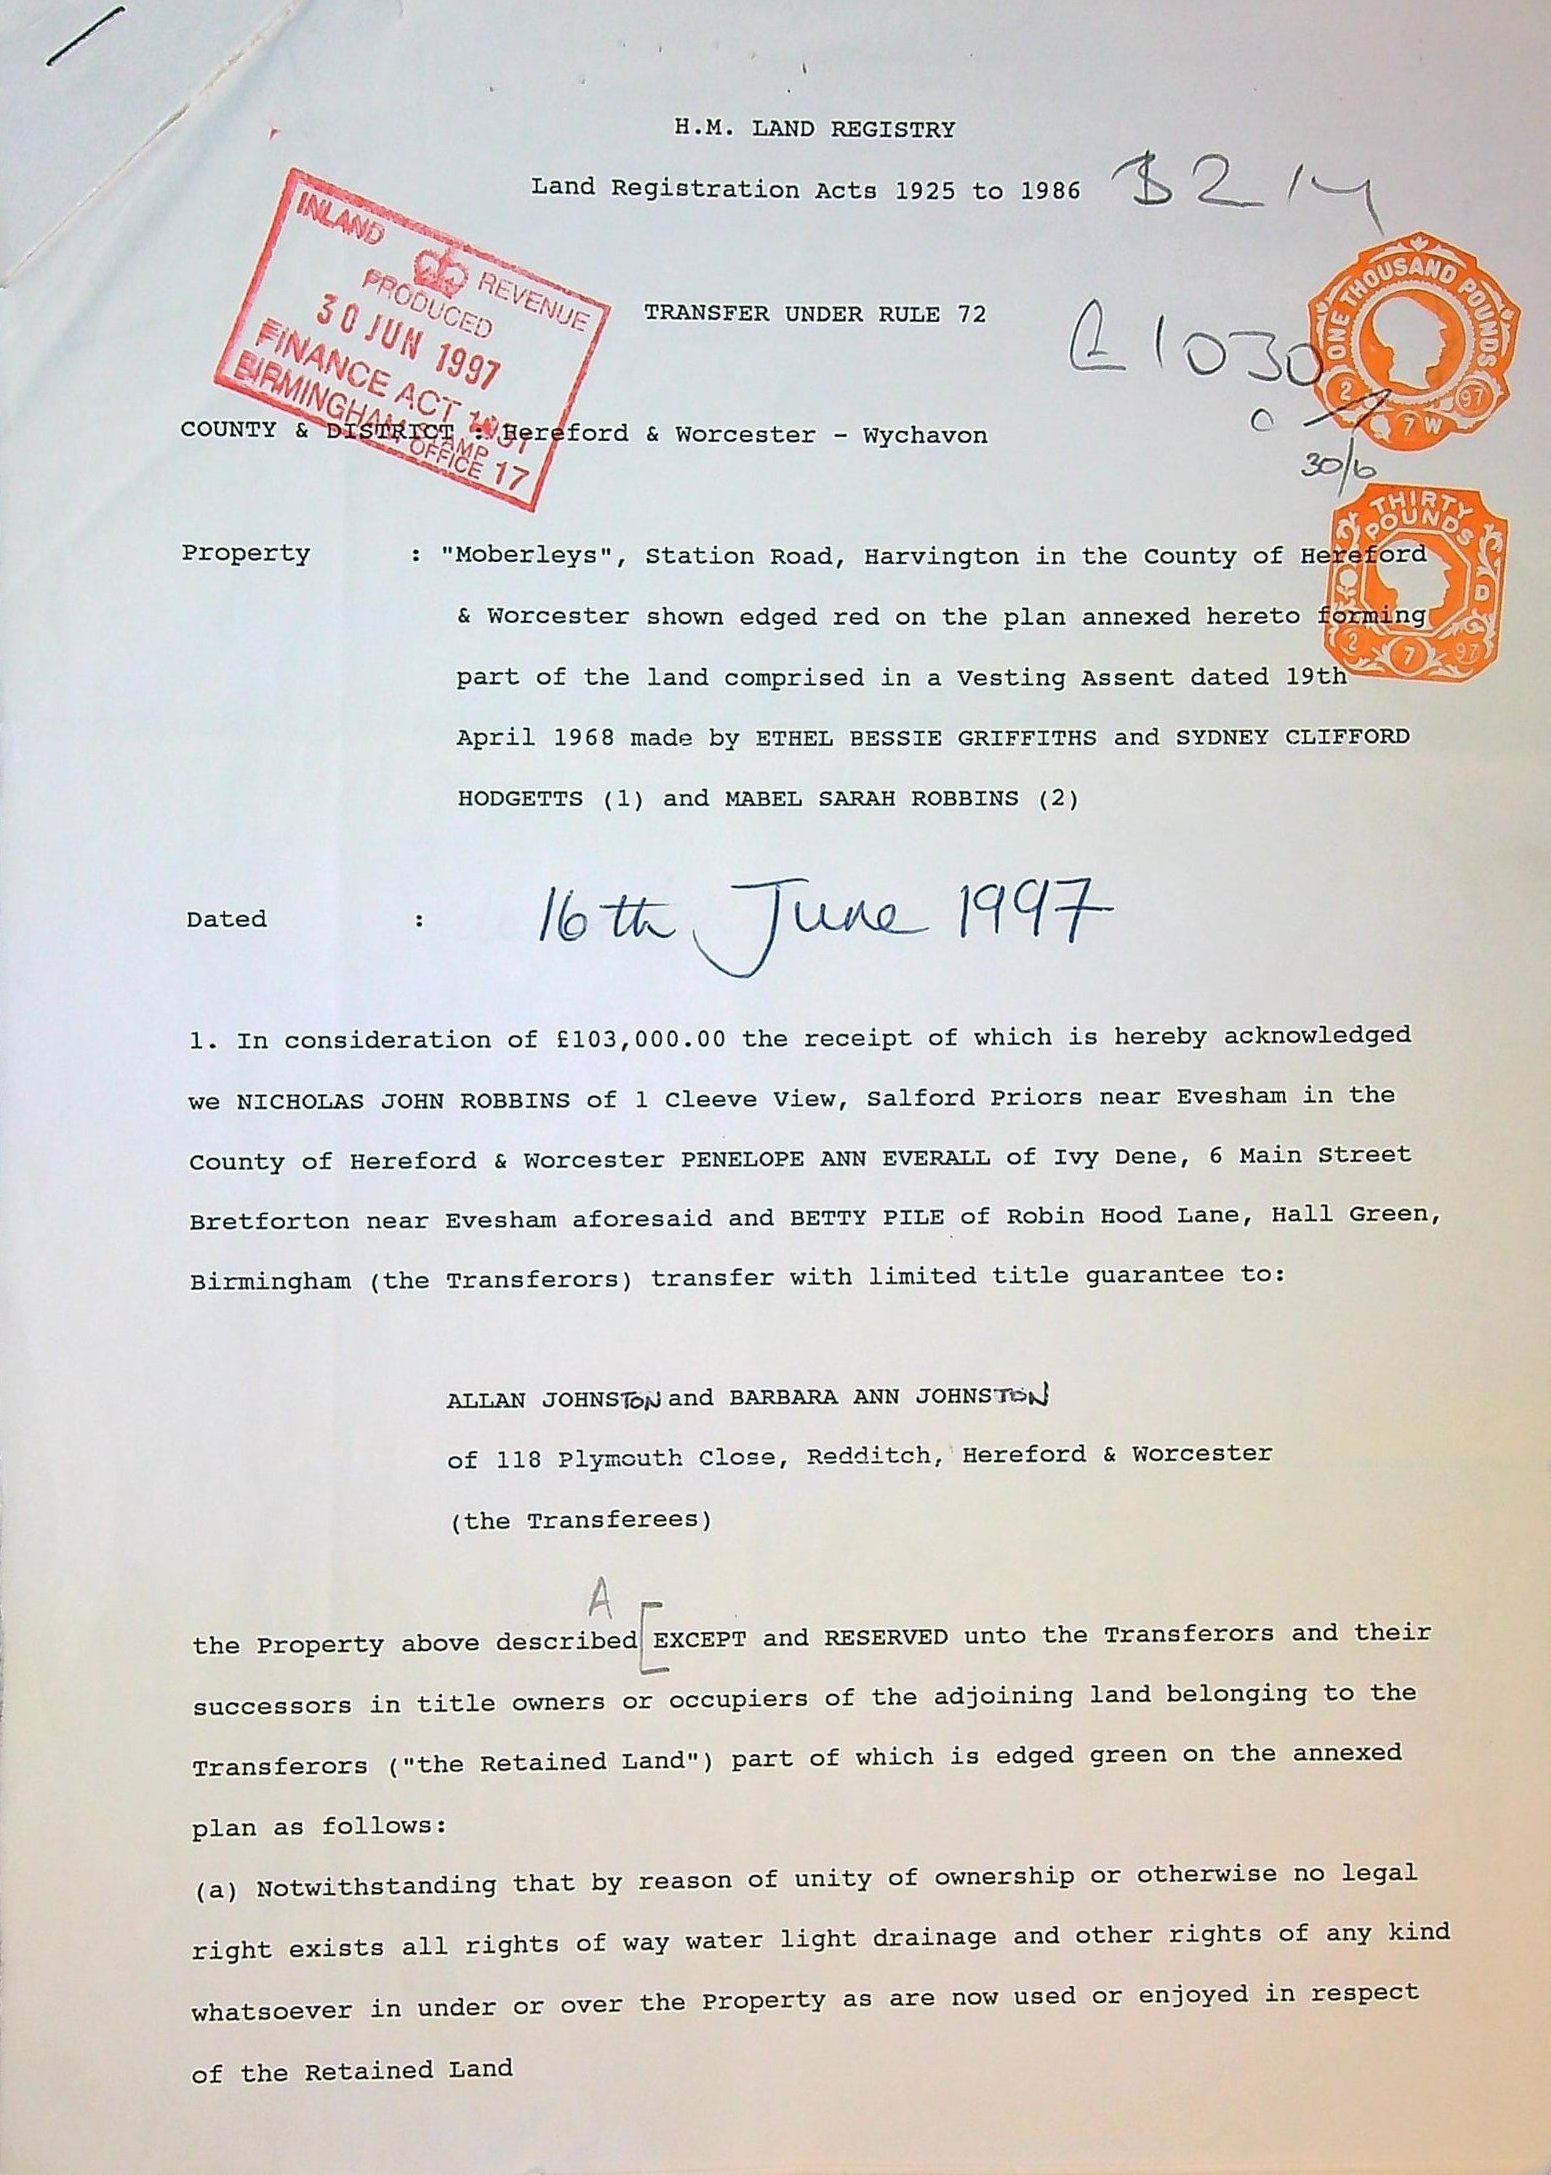 H.M. LAND REGISTRY
Land Registration Acts 1925 to 1986
INLAND REVENUE
PRODUCED
30 JUN 1997
FINANCE ACT 1931
BIRMINGHAM STAMP
OFFICE 17
TRANSFER UNDER RULE 72
£1030
ONE THOUSAND POUNDS
2 7 W 97
30/6
COUNTY & DISTRICT : Hereford & Worcester - Wychavon
THIRTY
POUNDS
D
2 7 97
Property : "Moberleys", Station Road, Harvington in the County of Hereford
& Worcester shown edged red on the plan annexed hereto forming
part of the land comprised in a Vesting Assent dated 19th
April 1968 made by ETHEL BESSIE GRIFFITHS and SYDNEY CLIFFORD
HODGETTS (1) and MABEL SARAH ROBBINS (2)
Dated : 16th June 1997
1. In consideration of £103,000.00 the receipt of which is hereby acknowledged
we NICHOLAS JOHN ROBBINS of 1 Cleeve View, Salford Priors near Evesham in the
County of Hereford & Worcester PENELOPE ANN EVERALL of Ivy Dene, 6 Main Street
Bretforton near Evesham aforesaid and BETTY PILE of Robin Hood Lane, Hall Green,
Birmingham (the Transferors) transfer with limited title guarantee to:
ALLAN JOHNSTON and BARBARA ANN JOHNSTON
of 118 Plymouth Close, Redditch, Hereford & Worcester
(the Transferees)
A
the Property above described [EXCEPT and RESERVED unto the Transferors and their
successors in title owners or occupiers of the adjoining land belonging to the
Transferors ("the Retained Land") part of which is edged green on the annexed
plan as follows:
(a) Notwithstanding that by reason of unity of ownership or otherwise no legal
right exists all rights of way water light drainage and other rights of any kind
whatsoever in under or over the Property as are now used or enjoyed in respect
of the Retained Land